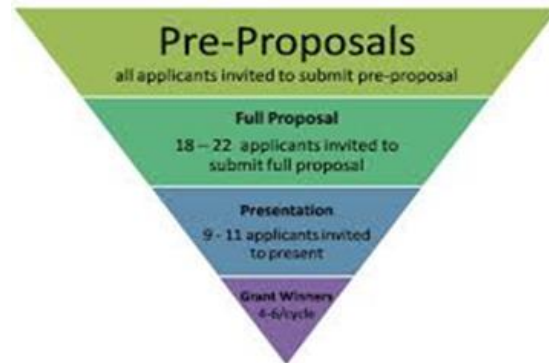 Pre-Proposals
all applicants invited to submit pre-proposal
Full Proposal
18 – 22 applicants invited to
submit full proposal
Presentation
9 - 11 applicants invited
to present
Grant Winners
4-6/cycle